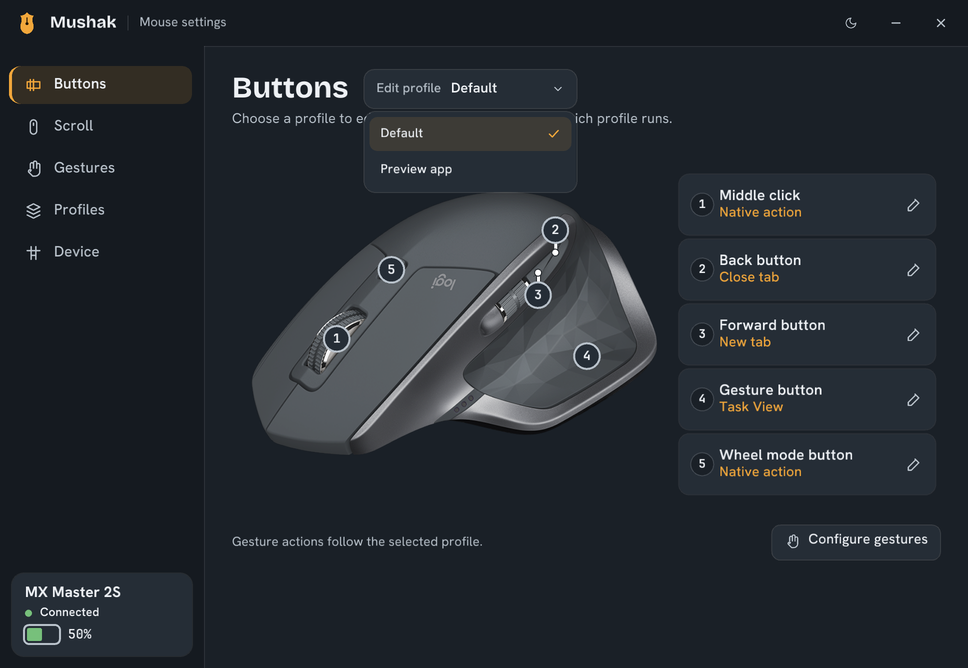 Mushak
Mouse settings
Buttons
Scroll
Gestures
Profiles
Device
MX Master 2S
Connected
50%
Buttons
Edit profile Default
Choose a profile to ich profile runs.
Default
Preview app
logi
1
2
3
4
5
1 Middle click
Native action
2 Back button
Close tab
3 Forward button
New tab
4 Gesture button
Task View
5 Wheel mode button
Native action
Gesture actions follow the selected profile.
Configure gestures